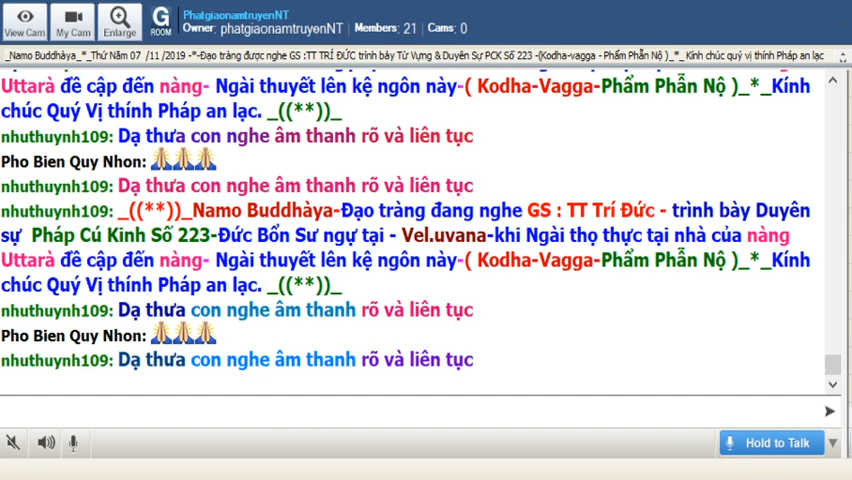 View Cam
My Cam
Enlarge
G
ROOM
PhatgiaonamtruyenNT
Owner: phatgiaonamtruyenNT / Members: 21 / Cams: 0
_Namo Buddhàya_*_Thứ Năm 07 /11 /2019 -*-Đạo tràng được nghe GS :TT TRÍ ĐỨC trình bày Từ Vựng & Duyên Sự PCK Số 223 -(Kodha-vagga - Phẩm Phẫn Nộ )_*_ Kính chúc quý vị thính Pháp an lạc
Uttarà đề cập đến nàng- Ngài thuyết lên kệ ngôn này-( Kodha-Vagga-Phẩm Phẫn Nộ )_*_Kính
chúc Quý Vị thính Pháp an lạc. _((**))_
nhuthuynh109: Dạ thưa con nghe âm thanh rõ và liên tục
Pho Bien Quy Nhon: 🙏🙏🙏
nhuthuynh109: Dạ thưa con nghe âm thanh rõ và liên tục
nhuthuynh109: _((**))_Namo Buddhàya-Đạo tràng đang nghe GS : TT Trí Đức - trình bày Duyên
sự Pháp Cú Kinh Số 223-Đức Bổn Sư ngự tại - Vel.uvana-khi Ngài thọ thực tại nhà của nàng
Uttarà đề cập đến nàng- Ngài thuyết lên kệ ngôn này-( Kodha-Vagga-Phẩm Phẫn Nộ )_*_Kính
chúc Quý Vị thính Pháp an lạc. _((**))_
nhuthuynh109: Dạ thưa con nghe âm thanh rõ và liên tục
Pho Bien Quy Nhon: 🙏🙏🙏
nhuthuynh109: Dạ thưa con nghe âm thanh rõ và liên tục
Hold to Talk